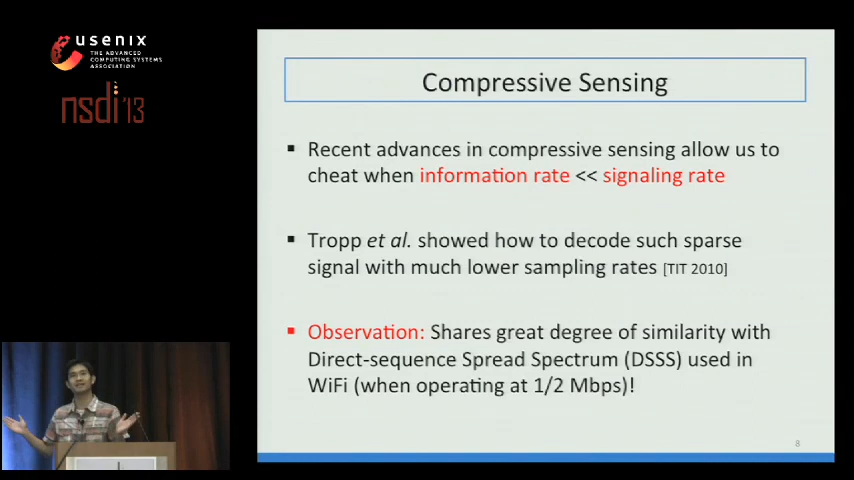 usenix
THE ADVANCED
COMPUTING SYSTEMS
ASSOCIATION
nsdi '13
Compressive Sensing
▪ Recent advances in compressive sensing allow us to
cheat when information rate << signaling rate
▪ Tropp et al. showed how to decode such sparse
signal with much lower sampling rates [TIT 2010]
▪ Observation: Shares great degree of similarity with
Direct-sequence Spread Spectrum (DSSS) used in
WiFi (when operating at 1/2 Mbps)!
8